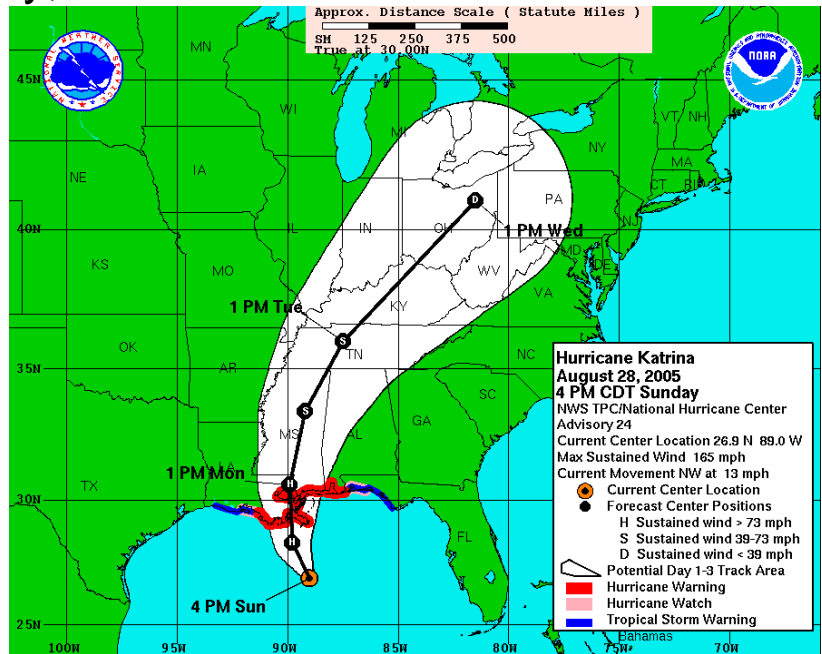 y.
Approx. Distance Scale ( Statute Miles )
SM 125 250 375 500
True at 30.00N
NATIONAL WEATHER SERVICE
NOAA
45N
40N
35N
30N
25N
MN
WI
MI
NY
VT
NH
MA
CT
RI
NE
IA
IL
IN
OH
PA
NJ
MD
DE
KS
MO
KY
WV
VA
OK
AR
TN
NC
SC
TX
LA
MS
AL
GA
FL
D
1 PM Wed
1 PM Tue
S
S
1 PM Mon
H
H
4 PM Sun
Hurricane Katrina
August 28, 2005
4 PM CDT Sunday
NWS TPC/National Hurricane Center
Advisory 24
Current Center Location 26.9 N 89.0 W
Max Sustained Wind 165 mph
Current Movement NW at 13 mph
Current Center Location
Forecast Center Positions
H Sustained wind > 73 mph
S Sustained wind 39-73 mph
D Sustained wind < 39 mph
Potential Day 1-3 Track Area
Hurricane Warning
Hurricane Watch
Tropical Storm Warning
Bahamas
100W 95W 90W 85W 80W 75W 70W